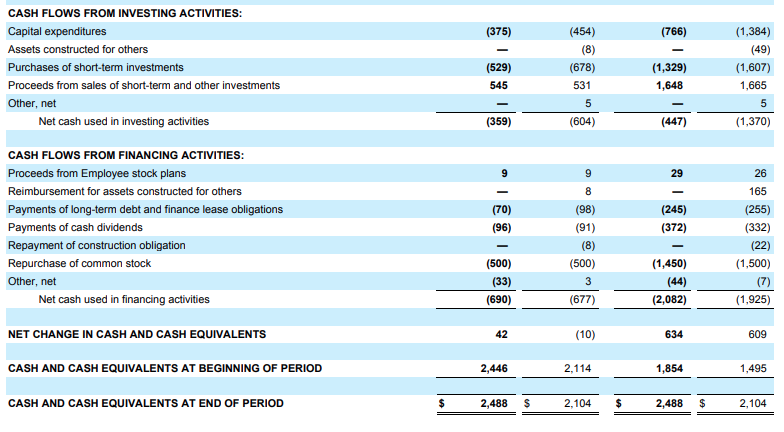 CASH FLOWS FROM INVESTING ACTIVITIES:
Capital expenditures (375) (454) (766) (1,384)
Assets constructed for others — (8) — (49)
Purchases of short-term investments (529) (678) (1,329) (1,607)
Proceeds from sales of short-term and other investments 545 531 1,648 1,665
Other, net — 5 — 5
Net cash used in investing activities (359) (604) (447) (1,370)
CASH FLOWS FROM FINANCING ACTIVITIES:
Proceeds from Employee stock plans 9 9 29 26
Reimbursement for assets constructed for others — 8 — 165
Payments of long-term debt and finance lease obligations (70) (98) (245) (255)
Payments of cash dividends (96) (91) (372) (332)
Repayment of construction obligation — (8) — (22)
Repurchase of common stock (500) (500) (1,450) (1,500)
Other, net (33) 3 (44) (7)
Net cash used in financing activities (690) (677) (2,082) (1,925)
NET CHANGE IN CASH AND CASH EQUIVALENTS 42 (10) 634 609
CASH AND CASH EQUIVALENTS AT BEGINNING OF PERIOD 2,446 2,114 1,854 1,495
CASH AND CASH EQUIVALENTS AT END OF PERIOD $ 2,488 $ 2,104 $ 2,488 $ 2,104